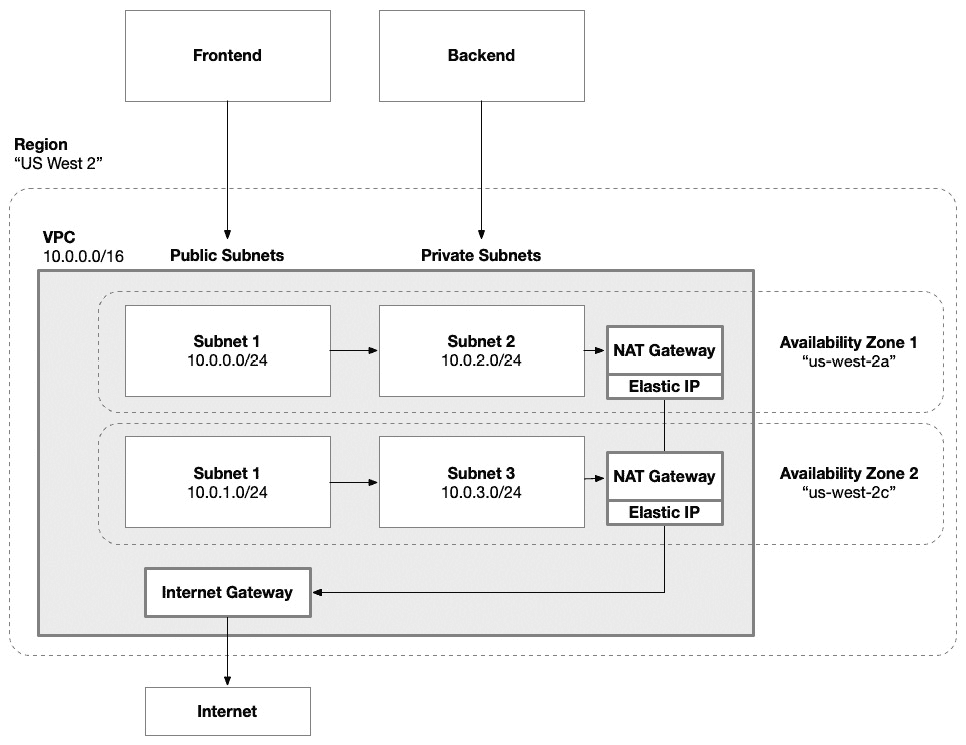 Frontend
Backend
Region
“US West 2”
VPC
10.0.0.0/16
Public Subnets
Private Subnets
Subnet 1
10.0.0.0/24
Subnet 2
10.0.2.0/24
NAT Gateway
Elastic IP
Availability Zone 1
“us-west-2a”
Subnet 1
10.0.1.0/24
Subnet 3
10.0.3.0/24
NAT Gateway
Elastic IP
Availability Zone 2
“us-west-2c”
Internet Gateway
Internet